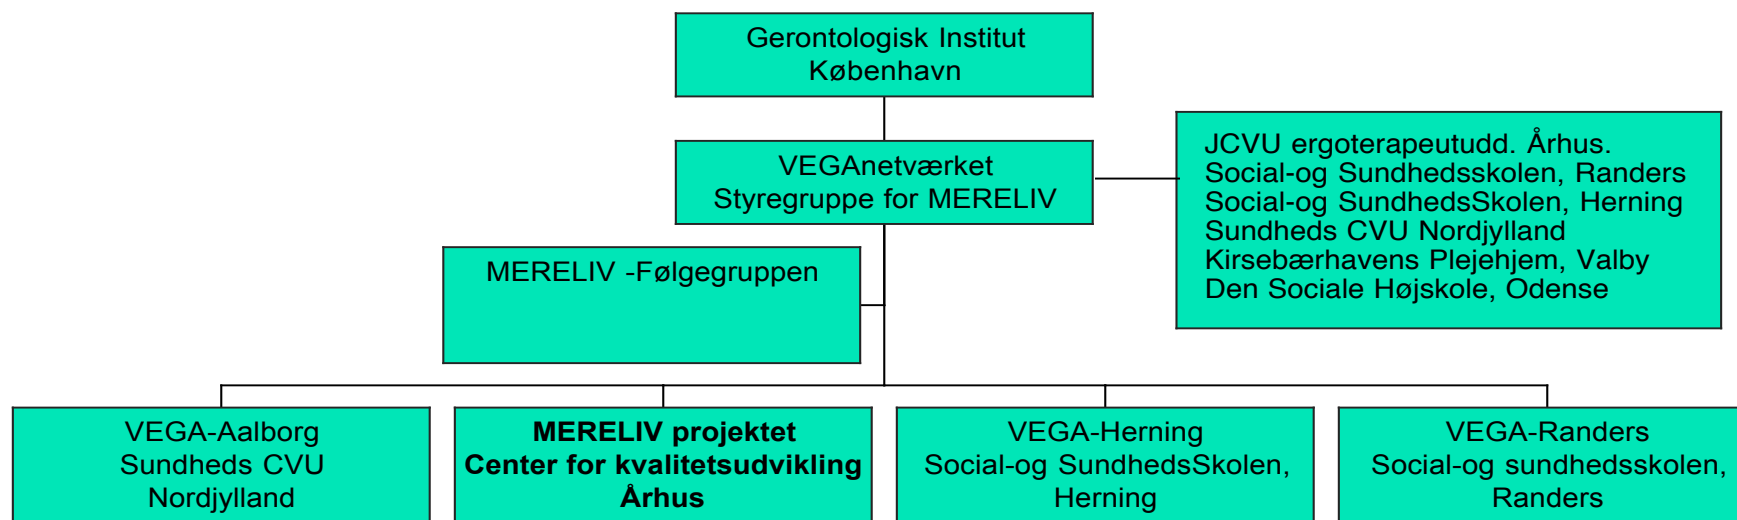 Gerontologisk Institut
København
VEGAnetværket
Styregruppe for MERELIV
JCVU ergoterapeutudd. Århus.
Social-og Sundhedsskolen, Randers
Social-og SundhedsSkolen, Herning
Sundheds CVU Nordjylland
Kirsebærhavens Plejehjem, Valby
Den Sociale Højskole, Odense
MERELIV -Følgegruppen
VEGA-Aalborg
Sundheds CVU
Nordjylland
MERELIV projektet
Center for kvalitetsudvikling
Århus
VEGA-Herning
Social-og SundhedsSkolen,
Herning
VEGA-Randers
Social-og sundhedsskolen,
Randers